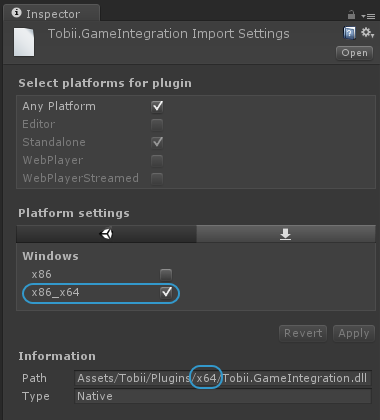 Inspector
Tobii.GameIntegration Import Settings
Open
Select platforms for plugin
Any Platform
Editor
Standalone
WebPlayer
WebPlayerStreamed
Platform settings
Windows
x86
x86_x64
Revert Apply
Information
Path Assets/Tobii/Plugins/x64/Tobii.GameIntegration.dll
Type Native